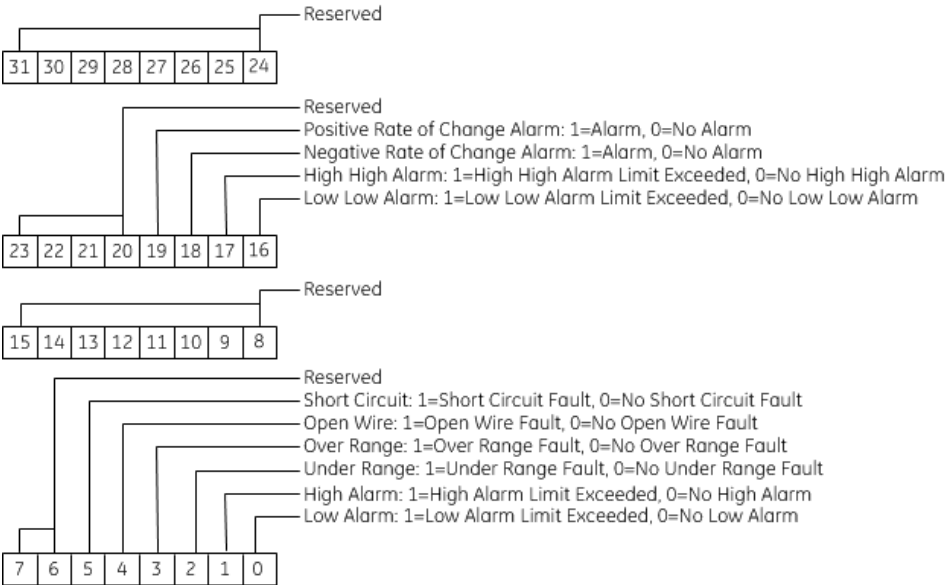 Reserved
31 30 29 28 27 26 25 24
Reserved
Positive Rate of Change Alarm: 1=Alarm, 0=No Alarm
Negative Rate of Change Alarm: 1=Alarm, 0=No Alarm
High High Alarm: 1=High High Alarm Limit Exceeded, 0=No High High Alarm
Low Low Alarm: 1=Low Low Alarm Limit Exceeded, 0=No Low Low Alarm
23 22 21 20 19 18 17 16
Reserved
15 14 13 12 11 10 9 8
Reserved
Short Circuit: 1=Short Circuit Fault, 0=No Short Circuit Fault
Open Wire: 1=Open Wire Fault, 0=No Open Wire Fault
Over Range: 1=Over Range Fault, 0=No Over Range Fault
Under Range: 1=Under Range Fault, 0=No Under Range Fault
High Alarm: 1=High Alarm Limit Exceeded, 0=No High Alarm
Low Alarm: 1=Low Alarm Limit Exceeded, 0=No Low Alarm
7 6 5 4 3 2 1 0